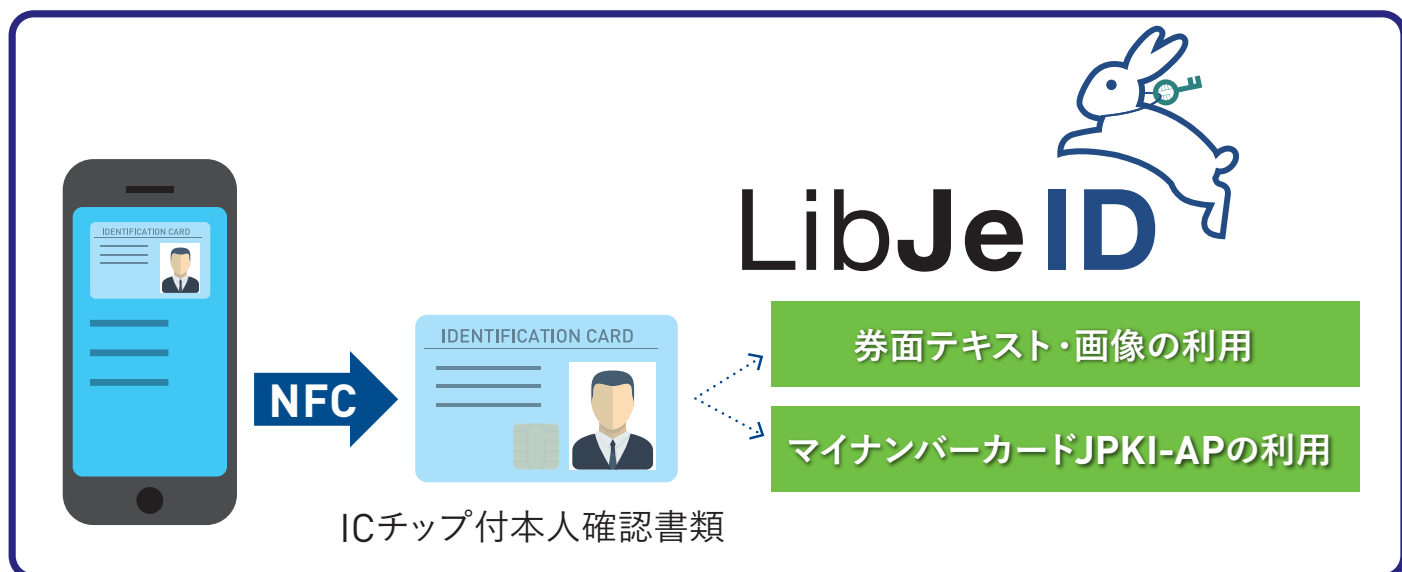 LibJeID
IDENTIFICATION CARD
NFC
IDENTIFICATION CARD
券面テキスト・画像の利用
マイナンバーカードJPKI-APの利用
ICチップ付本人確認書類